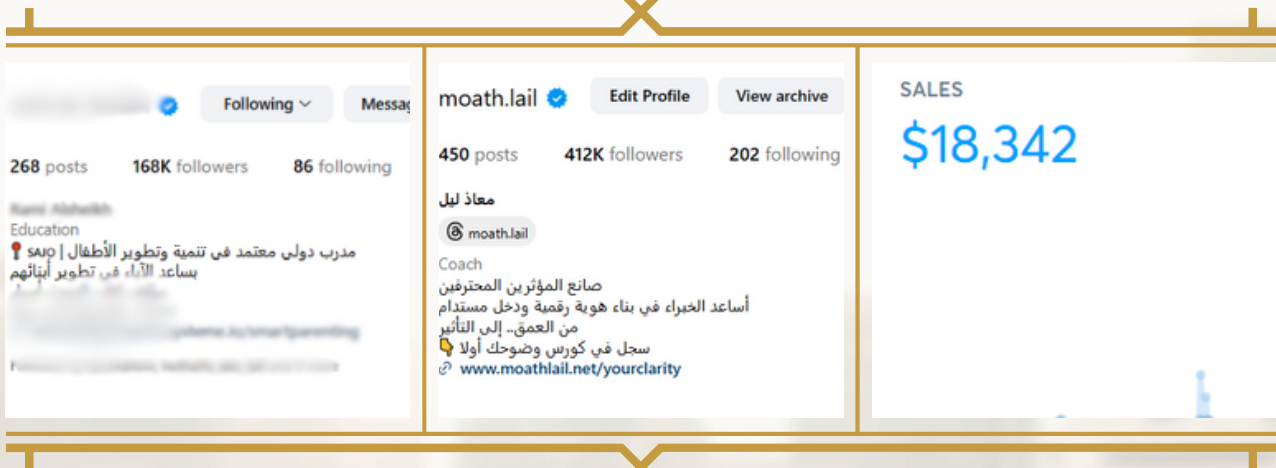 Following
Messag
268 posts 168K followers 86 following
Education
مدرب دولي معتمد في تنمية وتطوير الأطفال |
يساعد الآباء في تطوير أبنائهم
moath.lail Edit Profile View archive
450 posts 412K followers 202 following
معاذ ليل
moath.lail
Coach
صانع المؤثرين المحترفين
أساعد الخبراء في بناء هوية رقمية ودخل مستدام
من العمق.. إلى التأثير
سجل في كورس وضوحك أولا 👇
www.moathlail.net/yourclarity
SALES
$18,342